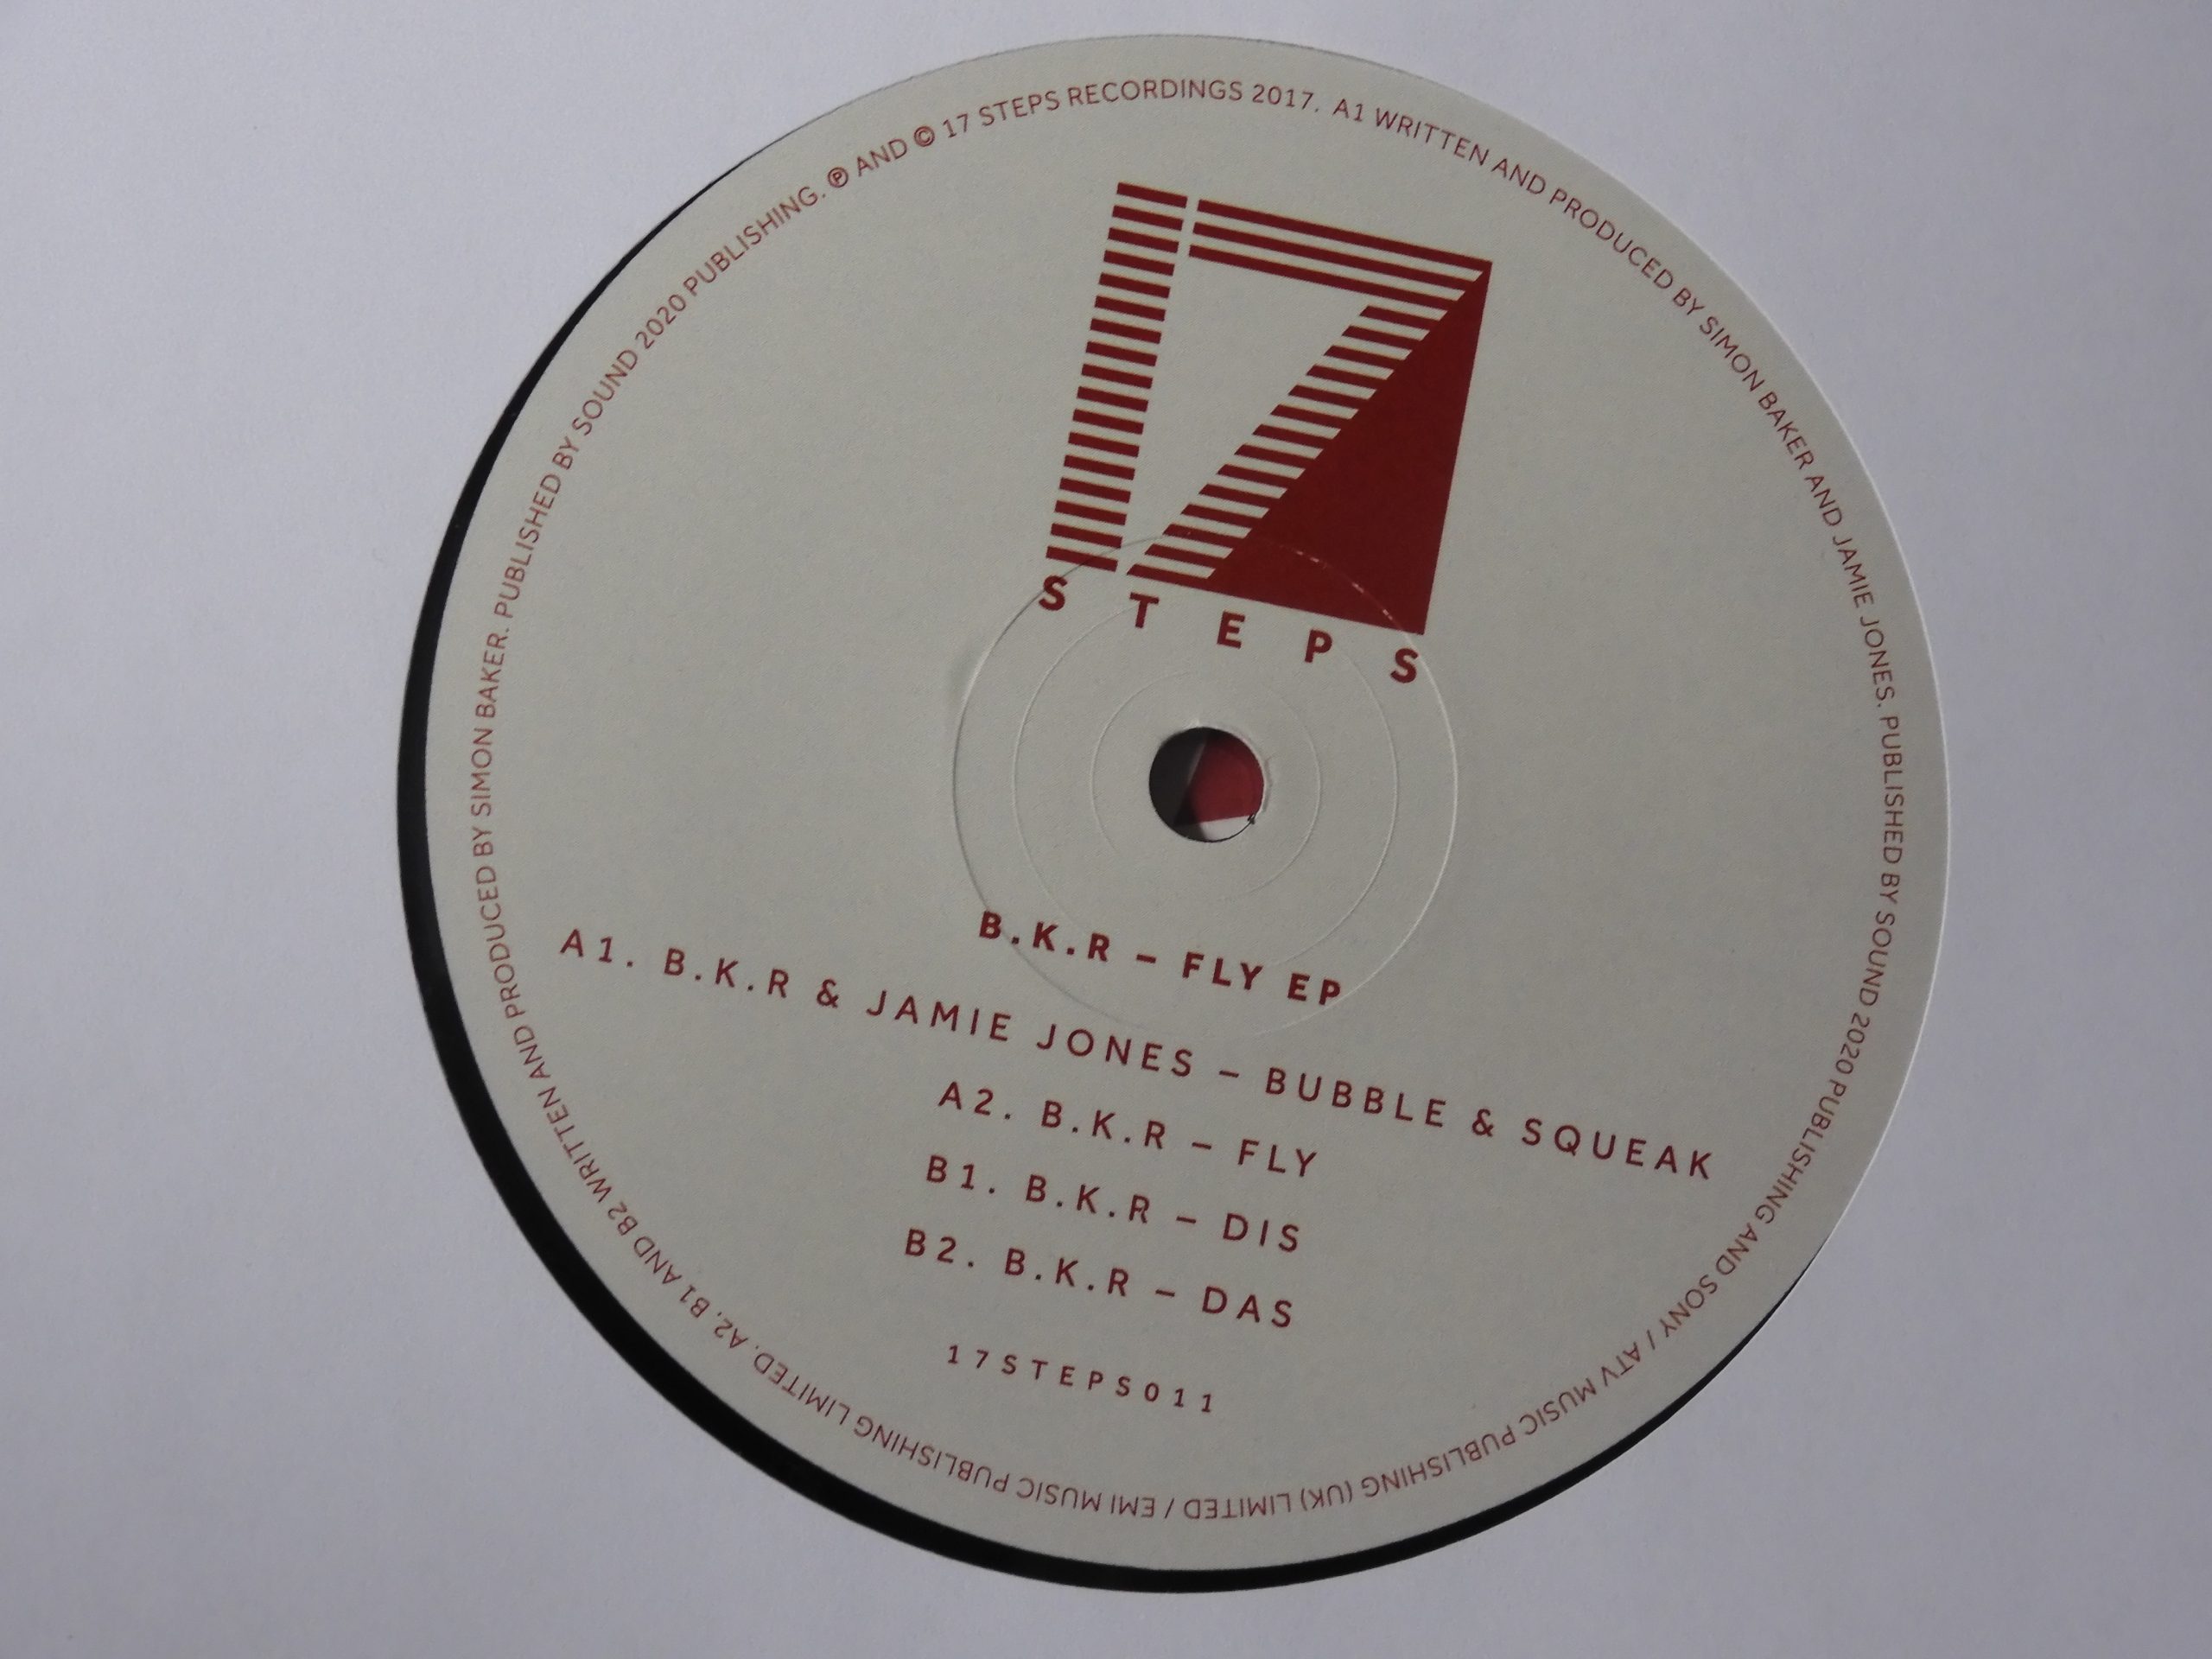 17
STEPS
B.K.R – FLY EP
A1. B.K.R & JAMIE JONES – BUBBLE & SQUEAK
A2. B.K.R – FLY
B1. B.K.R – DIS
B2. B.K.R – DAS
17STEPS011
℗ AND © 17 STEPS RECORDINGS 2017. A1 WRITTEN AND PRODUCED BY SIMON BAKER AND JAMIE JONES. PUBLISHED BY SOUND 2020 PUBLISHING AND SONY / ATV MUSIC PUBLISHING (UK) LIMITED / EMI MUSIC PUBLISHING LIMITED. A2, B1 AND B2 WRITTEN AND PRODUCED BY SIMON BAKER. PUBLISHED BY SOUND 2020 PUBLISHING.